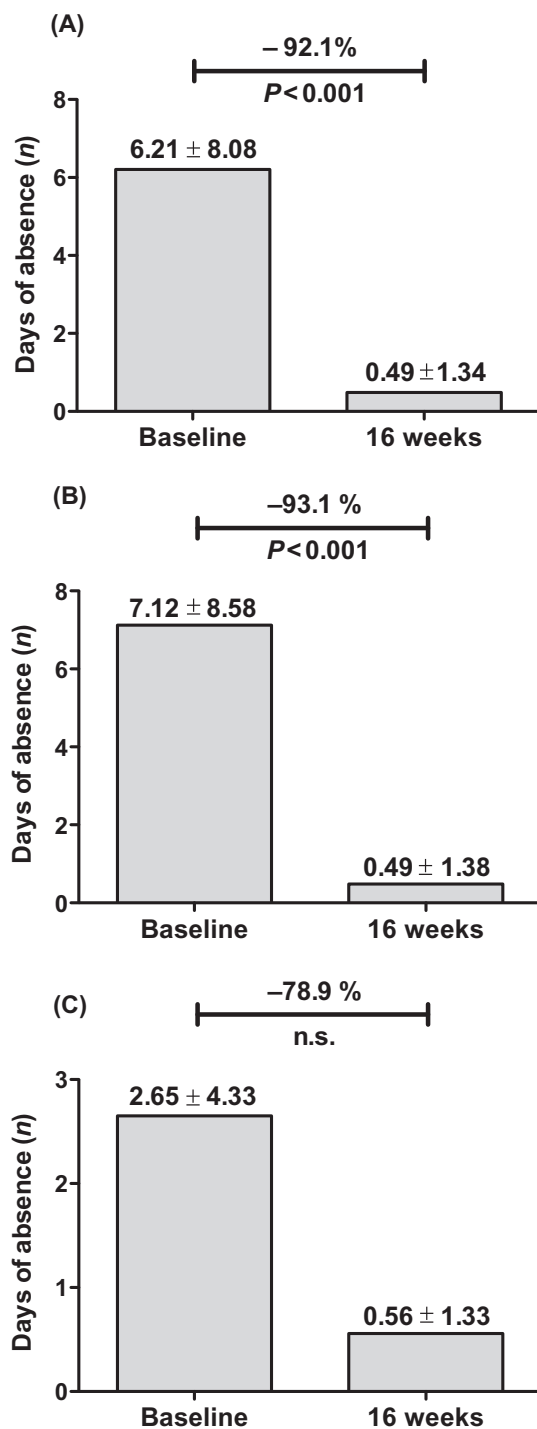 (A)
– 92.1%
P < 0.001
Days of absence (n)
8
6
4
2
0
6.21 ± 8.08
0.49 ± 1.34
Baseline 16 weeks
(B)
–93.1 %
P < 0.001
Days of absence (n)
8
6
4
2
0
7.12 ± 8.58
0.49 ± 1.38
Baseline 16 weeks
(C)
–78.9 %
n.s.
Days of absence (n)
3
2
1
0
2.65 ± 4.33
0.56 ± 1.33
Baseline 16 weeks